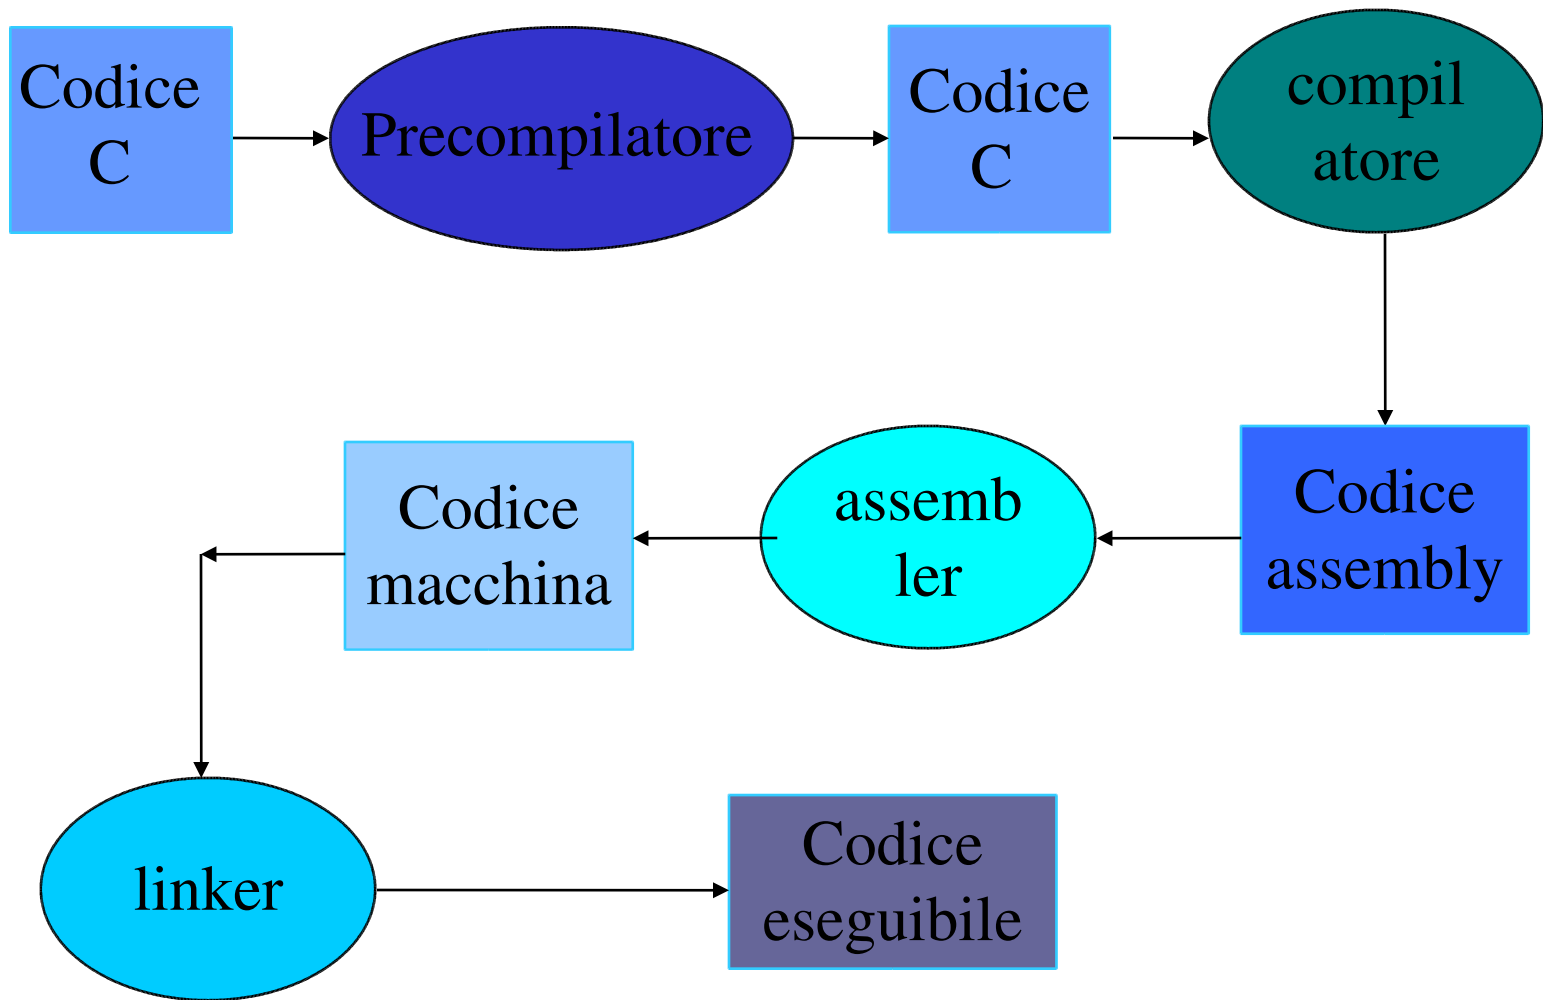 Codice
C
Precompilatore
Codice
C
compil
atore
Codice
macchina
assemb
ler
Codice
assembly
linker
Codice
eseguibile